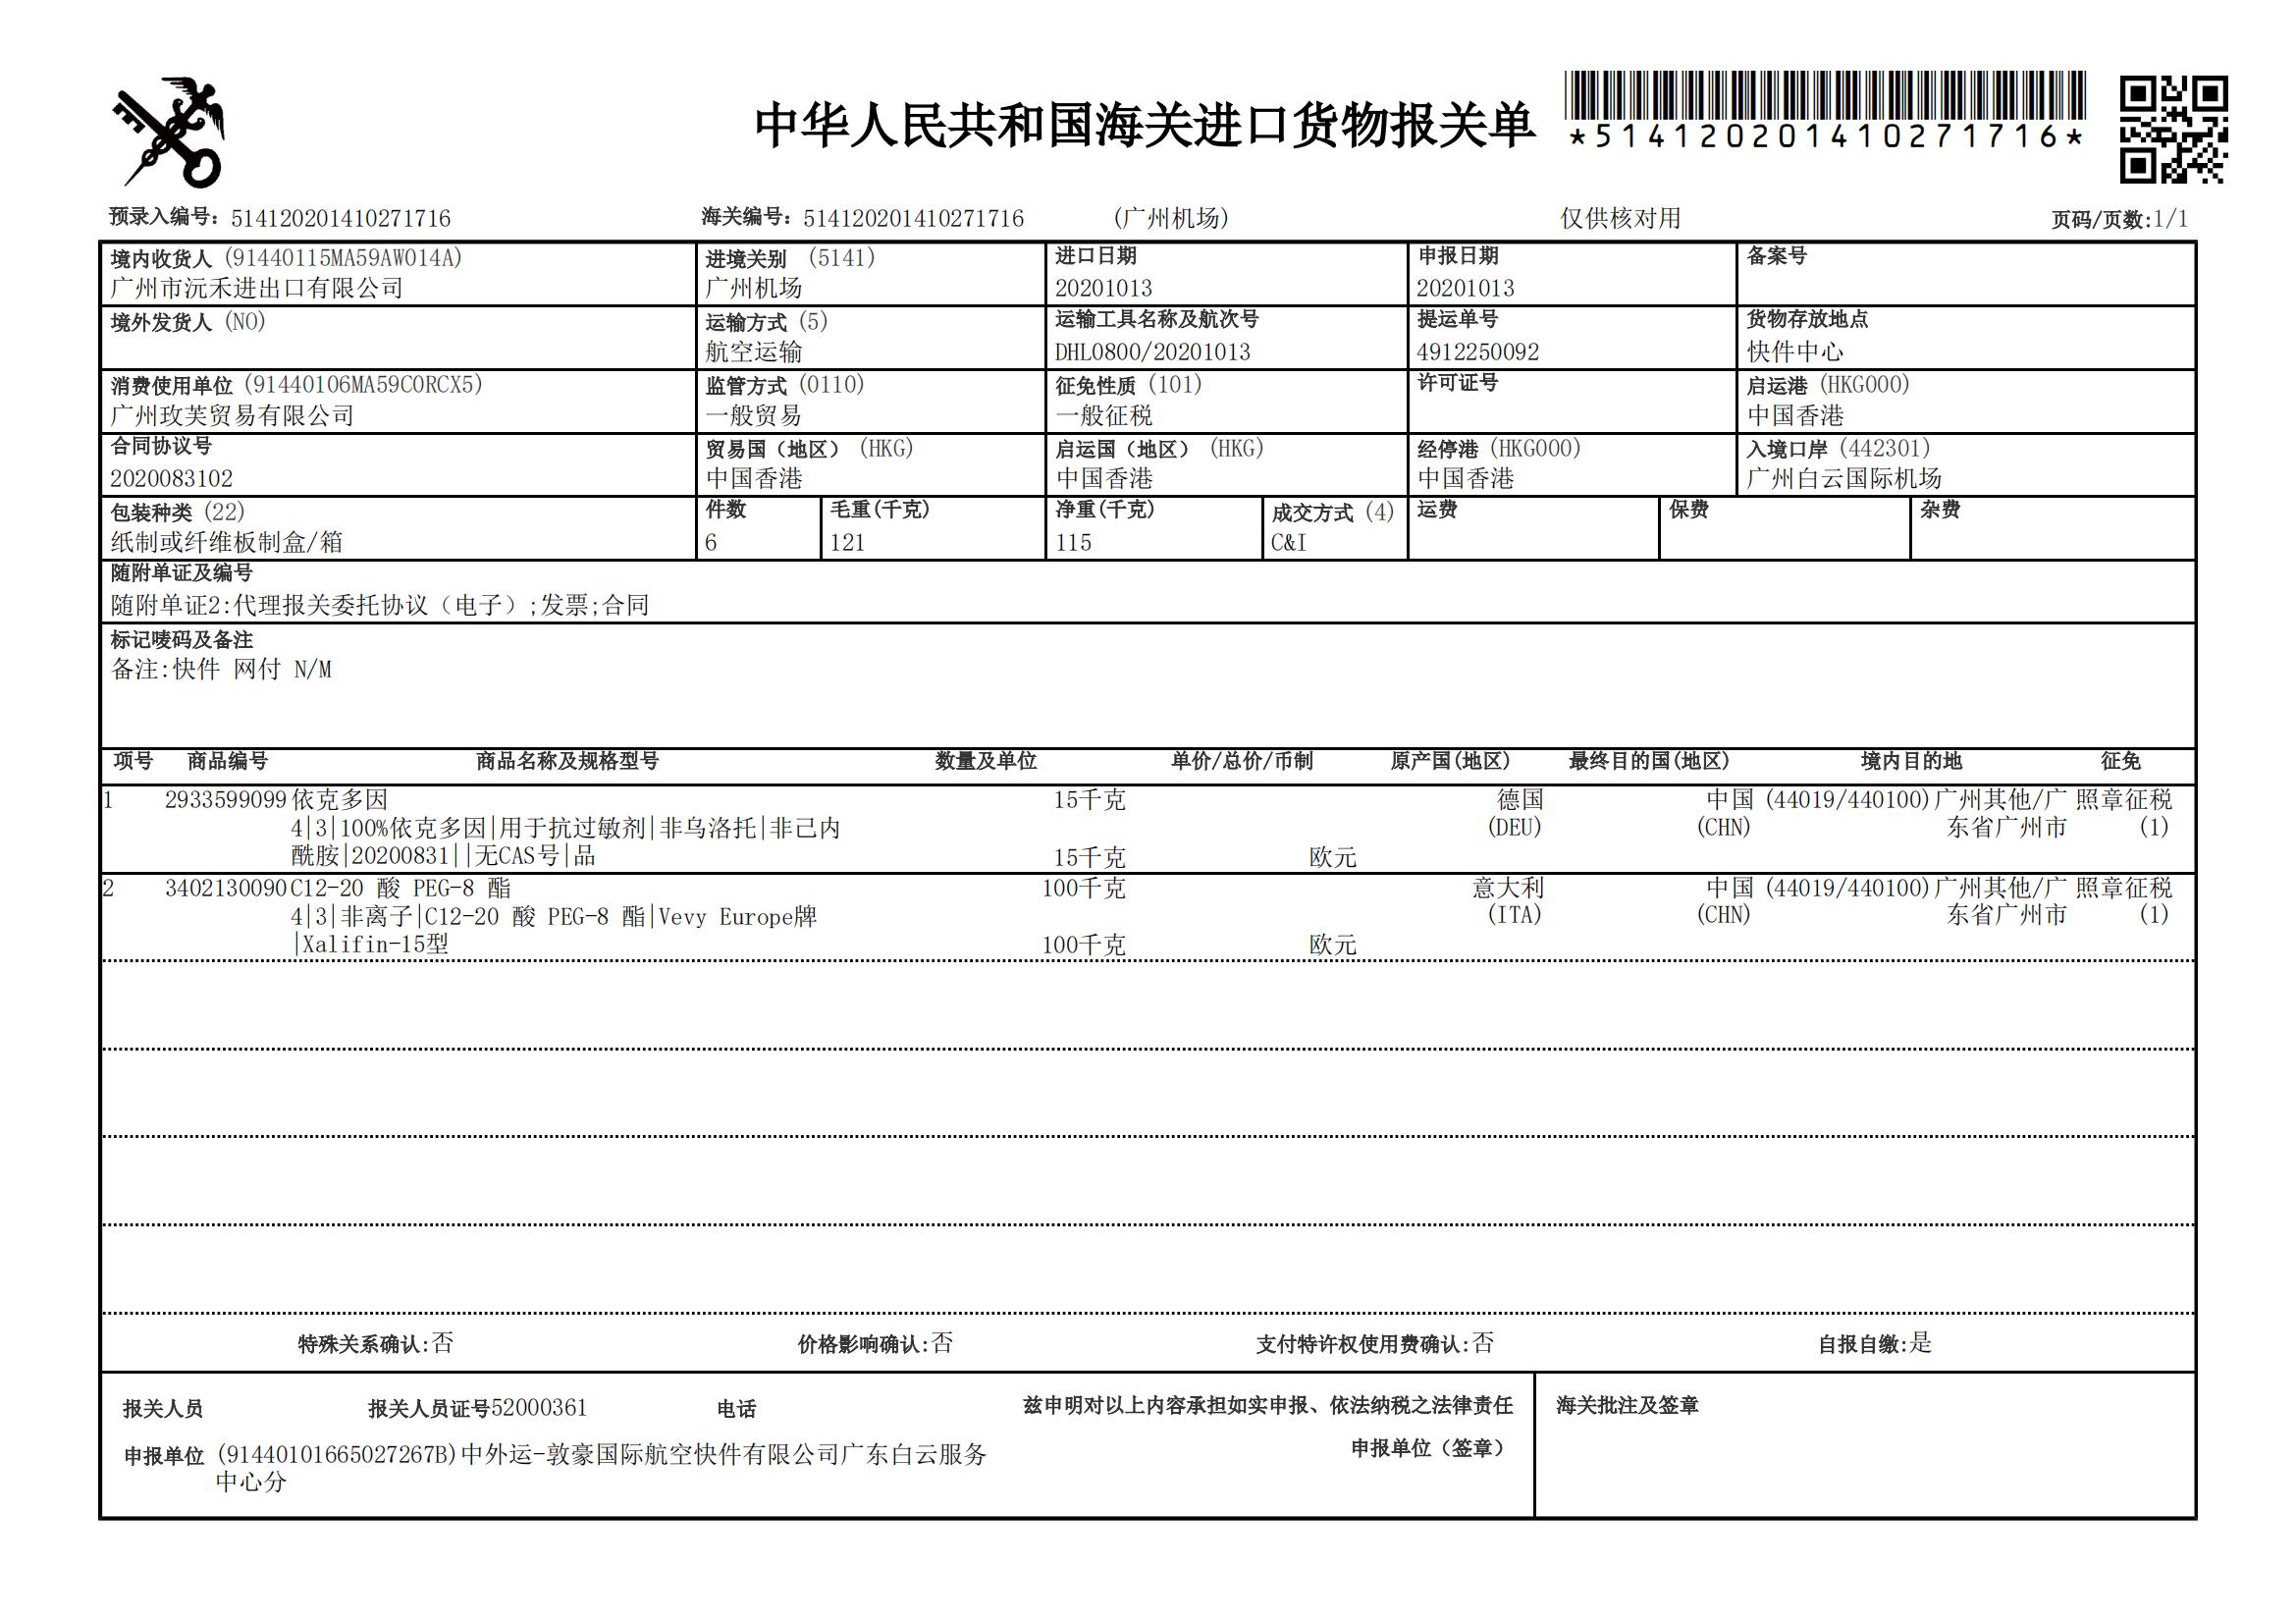 中华人民共和国海关进口货物报关单
*514120201410271716*
预录入编号: 514120201410271716 海关编号: 514120201410271716 (广州机场) 仅供核对用 页码/页数:1/1
境内收货人 (91440115MA59AW014A) 进境关别 (5141) 进口日期 申报日期 备案号
广州市沅禾进出口有限公司 广州机场 20201013 20201013
境外发货人 (NO) 运输方式 (5) 运输工具名称及航次号 提运单号 货物存放地点
航空运输 DHL0800/20201013 4912250092 快件中心
消费使用单位 (91440106MA59C0RCX5) 监管方式 (0110) 征免性质 (101) 许可证号 启运港 (HKG000)
广州玫芙贸易有限公司 一般贸易 一般征税 中国香港
合同协议号 贸易国（地区）(HKG) 启运国（地区）(HKG) 经停港 (HKG000) 入境口岸 (442301)
2020083102 中国香港 中国香港 中国香港 广州白云国际机场
包装种类 (22) 件数 毛重(千克) 净重(千克) 成交方式 (4) 运费 保费 杂费
纸制或纤维板制盒/箱 6 121 115 C&I
随附单证及编号
随附单证2:代理报关委托协议（电子）;发票;合同
标记唛码及备注
备注:快件 网付 N/M
项号 商品编号 商品名称及规格型号 数量及单位 单价/总价/币制 原产国(地区) 最终目的国(地区) 境内目的地 征免
1 2933599099 依克多因 15千克 德国 中国 (44019/440100)广州其他/广 照章征税
4|3|100%依克多因|用于抗过敏剂|非乌洛托|非己内 (DEU) (CHN) 东省广州市 (1)
酰胺|20200831||无CAS号|品 15千克 欧元
2 3402130090 C12-20 酸 PEG-8 酯 100千克 意大利 中国 (44019/440100)广州其他/广 照章征税
4|3|非离子|C12-20 酸 PEG-8 酯|Vevy Europe牌 (ITA) (CHN) 东省广州市 (1)
|Xalifin-15型 100千克 欧元
特殊关系确认:否 价格影响确认:否 支付特许权使用费确认:否 自报自缴:是
报关人员 报关人员证号52000361 电话 兹申明对以上内容承担如实申报、依法纳税之法律责任 海关批注及签章
申报单位 (91440101665027267B)中外运-敦豪国际航空快件有限公司广东白云服务 申报单位（签章）
中心分